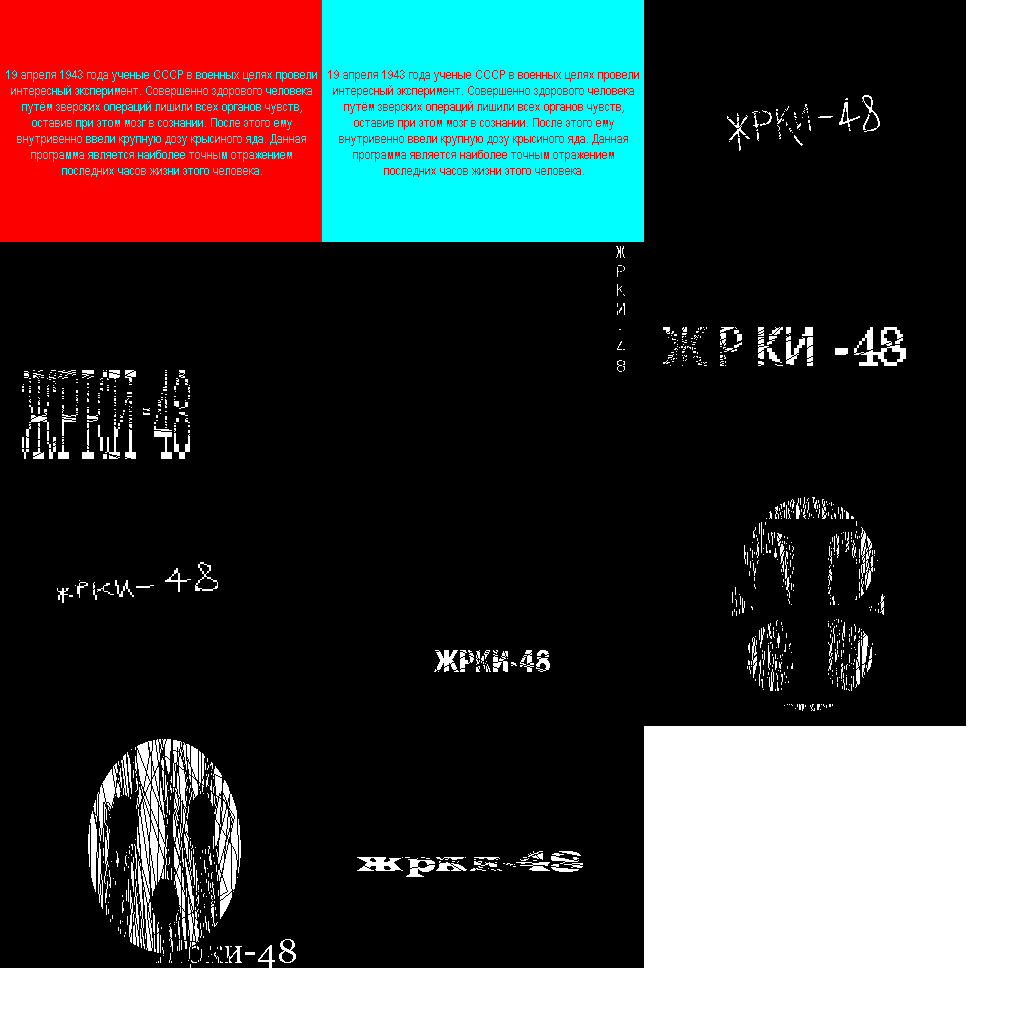 19 апреля 1943 года ученые СССР в военных целях провели
интересный эксперимент. Совершенно здорового человека
путём зверских операций лишили всех органов чувств,
оставив при этом мозг в сознании. После этого ему
внутривенно ввели крупную дозу крысиного яда. Данная
программа является наиболее точным отражением
последних часов жизни этого человека.
19 апреля 1943 года ученые СССР в военных целях провели
интересный эксперимент. Совершенно здорового человека
путём зверских операций лишили всех органов чувств,
оставив при этом мозг в сознании. После этого ему
внутривенно ввели крупную дозу крысиного яда. Данная
программа является наиболее точным отражением
последних часов жизни этого человека.
ЖРКИ-48
ЖРКИ-48
Ж
Р
К
И
-
4
8
ЖРКИ-48
жРКИ-48
ЖРКИ-48
Жрки-48
жрки-48